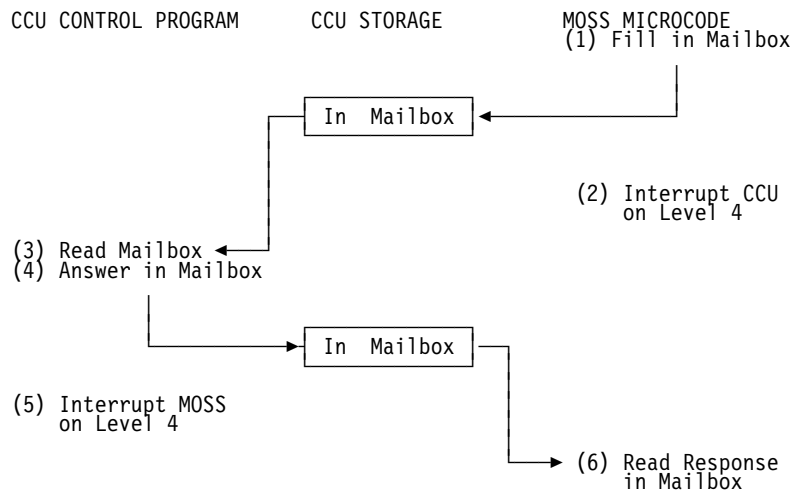 CCU CONTROL PROGRAM CCU STORAGE MOSS MICROCODE
(1) Fill in Mailbox
In Mailbox
(2) Interrupt CCU
on Level 4
(3) Read Mailbox
(4) Answer in Mailbox
In Mailbox
(5) Interrupt MOSS
on Level 4
(6) Read Response
in Mailbox